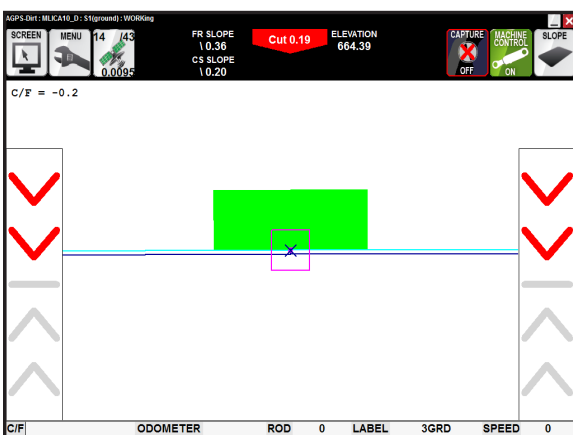 AGPS-Dirt : MLICA10_D : S1(ground) : WORKing
SCREEN
MENU
14 /43
0.0095
FR SLOPE
\ 0.36
CS SLOPE
\ 0.20
Cut 0.19
ELEVATION
664.39
CAPTURE
OFF
MACHINE CONTROL
ON
SLOPE
C/F = -0.2
C/F ODOMETER ROD 0 LABEL 3GRD SPEED 0